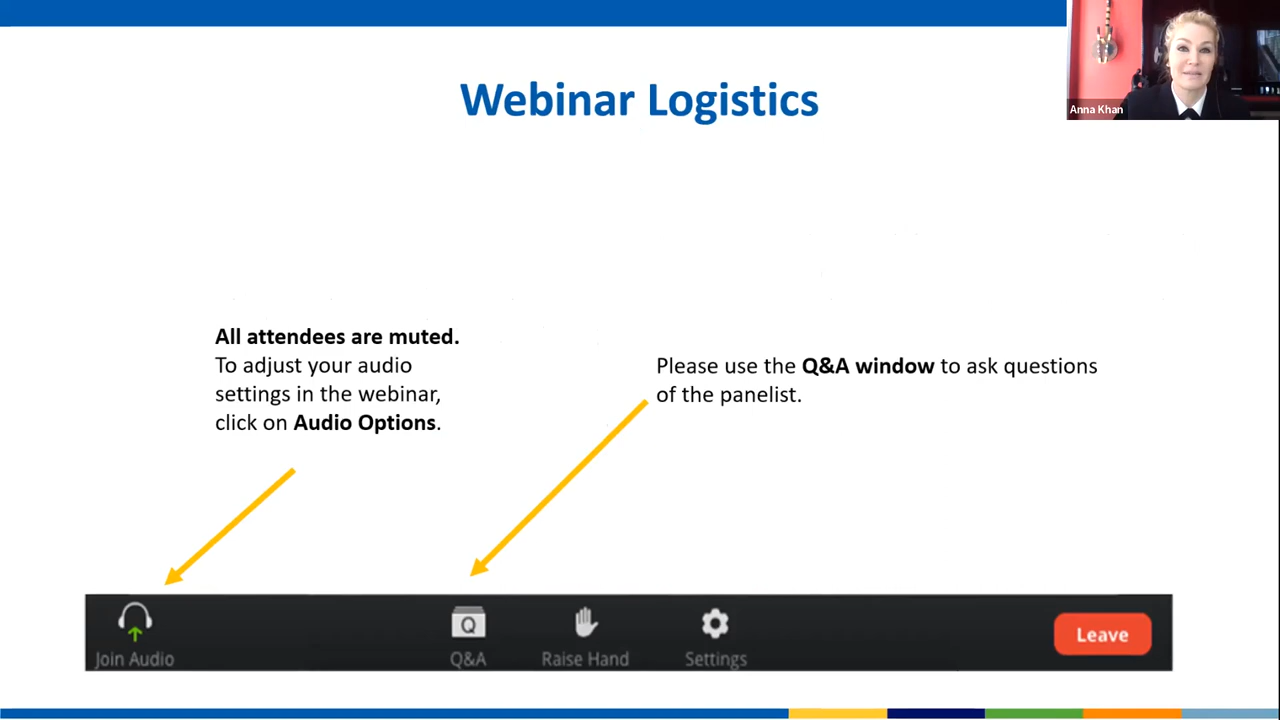 Webinar Logistics
Anna Khan
All attendees are muted.
To adjust your audio
settings in the webinar,
click on Audio Options.
Please use the Q&A window to ask questions
of the panelist.
Join Audio
Q
Q&A
Raise Hand
Settings
Leave